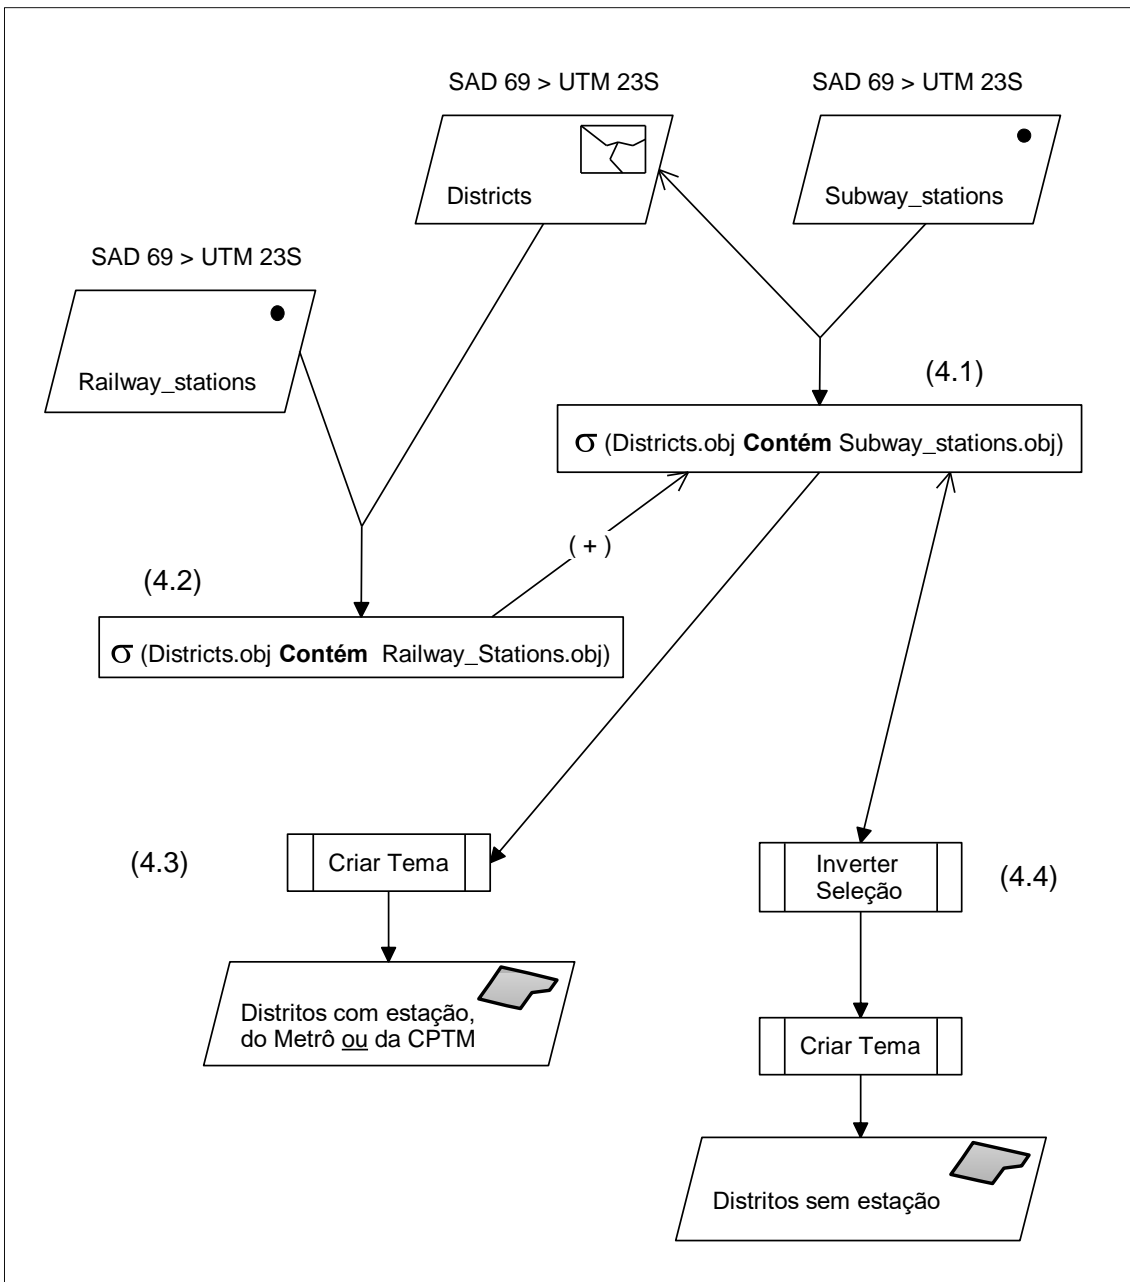 SAD 69 > UTM 23S
SAD 69 > UTM 23S
Districts
Subway_stations
SAD 69 > UTM 23S
Railway_stations
(4.1)
σ (Districts.obj Contém Subway_stations.obj)
( + )
(4.2)
σ (Districts.obj Contém Railway_Stations.obj)
(4.3)
Criar Tema
Inverter
Seleção
(4.4)
Distritos com estação,
do Metrô ou da CPTM
Criar Tema
Distritos sem estação